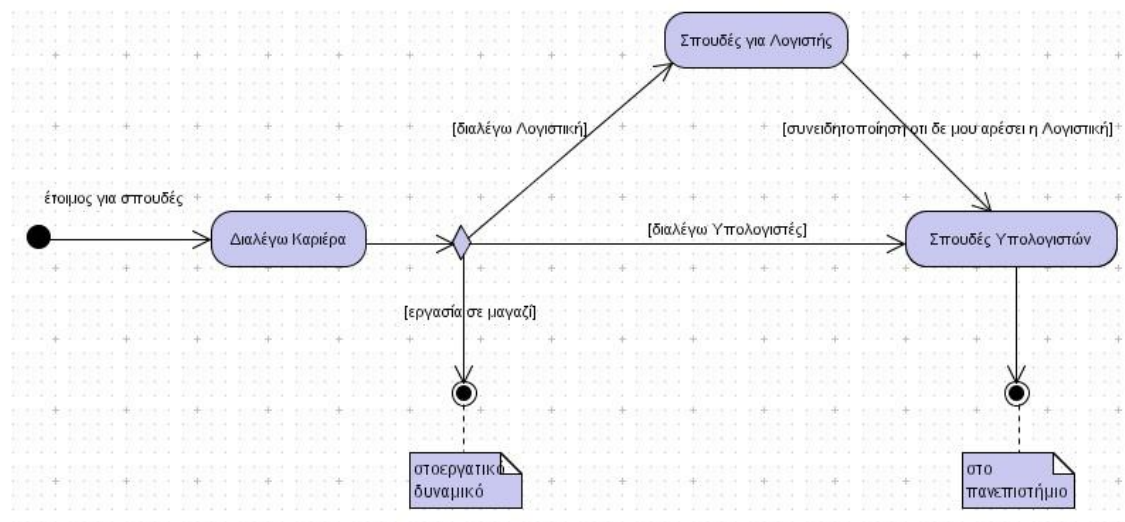 Σπουδές για Λογιστής
[διαλέγω Λογιστική]
[συνειδητοποίηση οτι δε μου αρέσει η Λογιστική]
έτοιμος για σπουδές
Διαλέγω Καριέρα
[διαλέγω Υπολογιστές]
Σπουδές Υπολογιστών
[εργασία σε μαγαζί]
στοεργατικό
δυναμικό
στο
πανεπιστήμιο